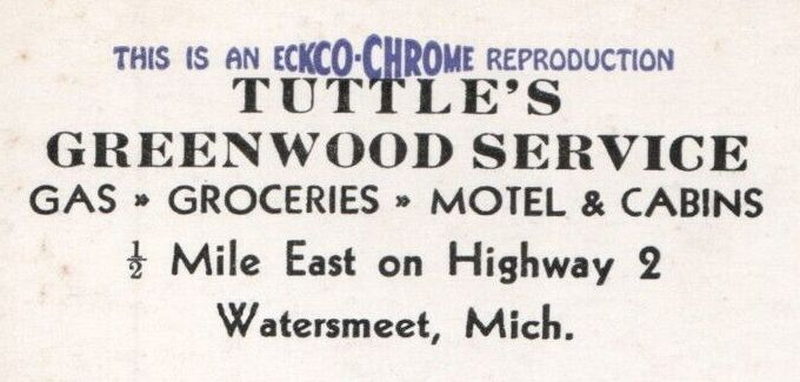 THIS IS AN ECKCO-CHROME REPRODUCTION
TUTTLE'S
GREENWOOD SERVICE
GAS » GROCERIES » MOTEL & CABINS
½ Mile East on Highway 2
Watersmeet, Mich.